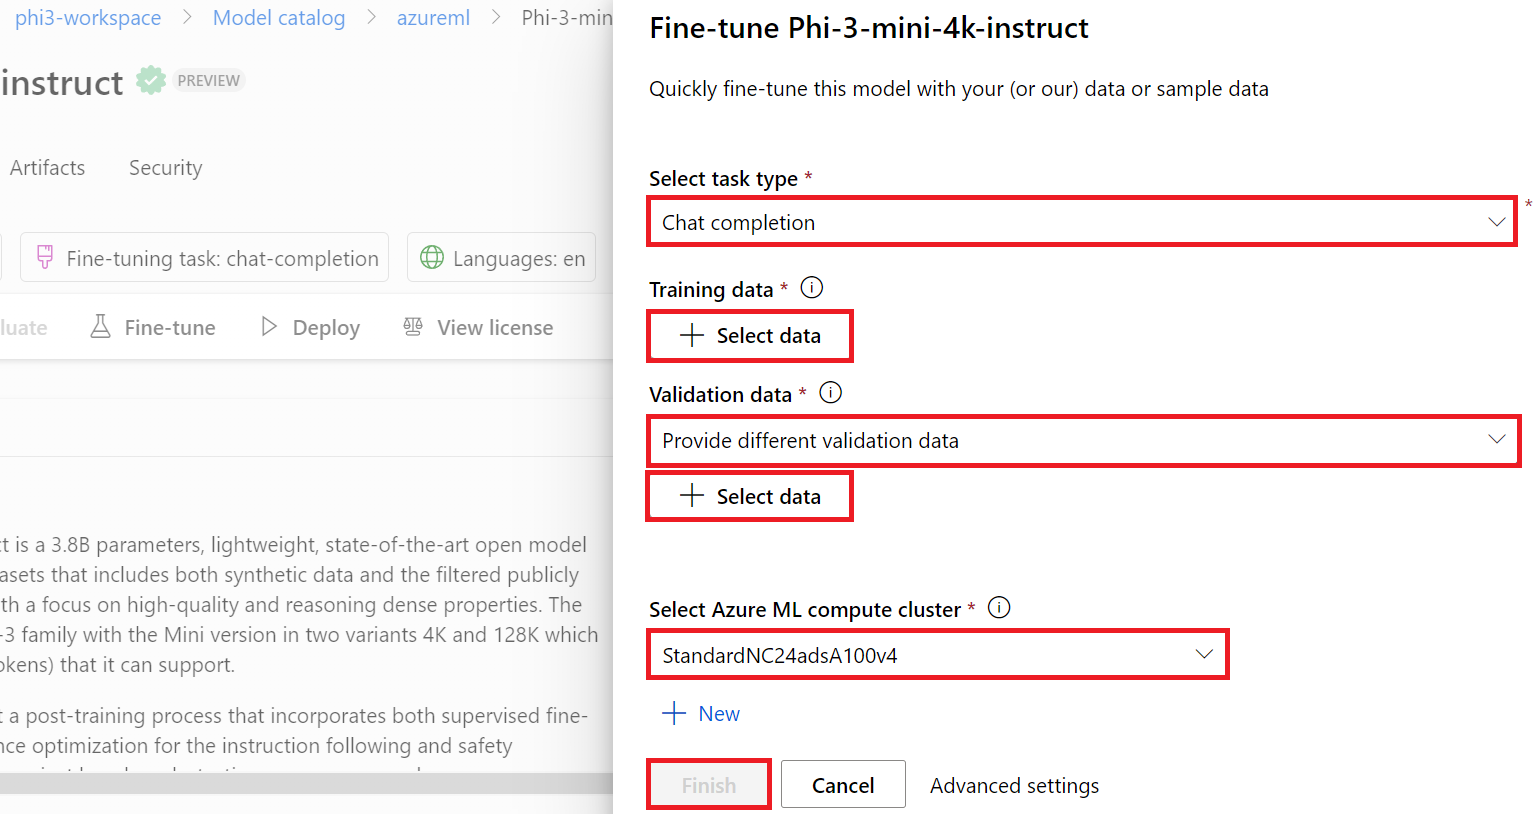 phi3-workspace > Model catalog > azureml > Phi-3-min
instruct PREVIEW
Artifacts Security
Fine-tuning task: chat-completion Languages: en
luate Fine-tune Deploy View license
ct is a 3.8B parameters, lightweight, state-of-the-art open model
asets that includes both synthetic data and the filtered publicly
th a focus on high-quality and reasoning dense properties. The
-3 family with the Mini version in two variants 4K and 128K which
okens) that it can support.
t a post-training process that incorporates both supervised fine-
nce optimization for the instruction following and safety
Fine-tune Phi-3-mini-4k-instruct
Quickly fine-tune this model with your (or our) data or sample data
Select task type *
Chat completion
*
Training data *
+ Select data
Validation data *
Provide different validation data
+ Select data
Select Azure ML compute cluster *
StandardNC24adsA100v4
+ New
Finish Cancel Advanced settings